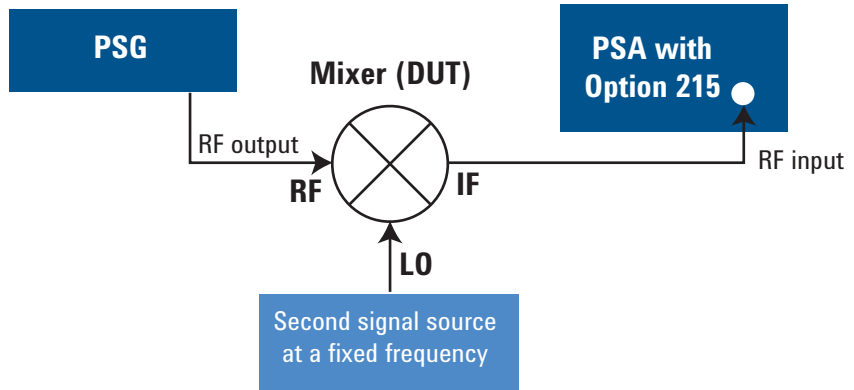 PSG
PSA with
Option 215
Mixer (DUT)
RF output
RF input
RF
IF
LO
Second signal source
at a fixed frequency